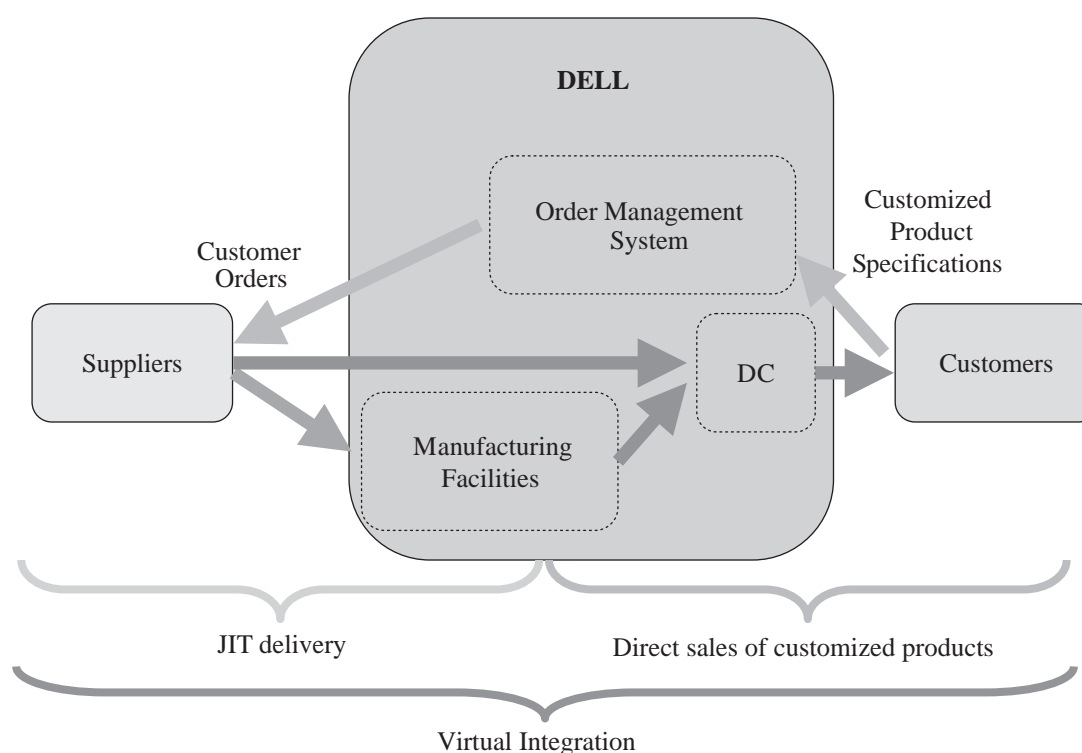 DELL
Order Management
System
Customized
Product
Specifications
Customer
Orders
Suppliers
DC
Customers
Manufacturing
Facilities
JIT delivery
Direct sales of customized products
Virtual Integration